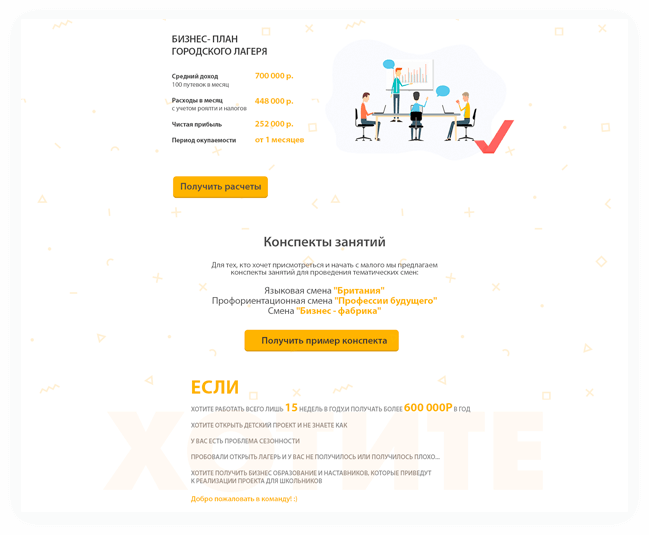 БИЗНЕС- ПЛАН
ГОРОДСКОГО ЛАГЕРЯ
Средний доход 700 000 р.
100 путевок в месяц
Расходы в месяц 448 000 р.
с учетом роялти и налогов
Чистая прибыль 252 000 р.
Период окупаемости от 1 месяцев
Получить расчеты
Конспекты занятий
Для тех, кто хочет присмотреться и начать с малого мы предлагаем
конспекты занятий для проведения тематических смен:
Языковая смена "Британия"
Профориентационная смена "Профессии будущего"
Смена "Бизнес - фабрика"
Получить пример конспекта
ХОТИТЕ
ЕСЛИ
ХОТИТЕ РАБОТАТЬ ВСЕГО ЛИШЬ 15 НЕДЕЛЬ В ГОДУ,И ПОЛУЧАТЬ БОЛЕЕ 600 000Р В ГОД
ХОТИТЕ ОТКРЫТЬ ДЕТСКИЙ ПРОЕКТ И НЕ ЗНАЕТЕ КАК
У ВАС ЕСТЬ ПРОБЛЕМА СЕЗОННОСТИ
ПРОБОВАЛИ ОТКРЫТЬ ЛАГЕРЬ И У ВАС НЕ ПОЛУЧИЛОСЬ ИЛИ ПОЛУЧИЛОСЬ ПЛОХО...
ХОТИТЕ ПОЛУЧИТЬ БИЗНЕС ОБРАЗОВАНИЕ И НАСТАВНИКОВ, КОТОРЫЕ ПРИВЕДУТ
К РЕАЛИЗАЦИИ ПРОЕКТА ДЛЯ ШКОЛЬНИКОВ
Добро пожаловать в команду! :)